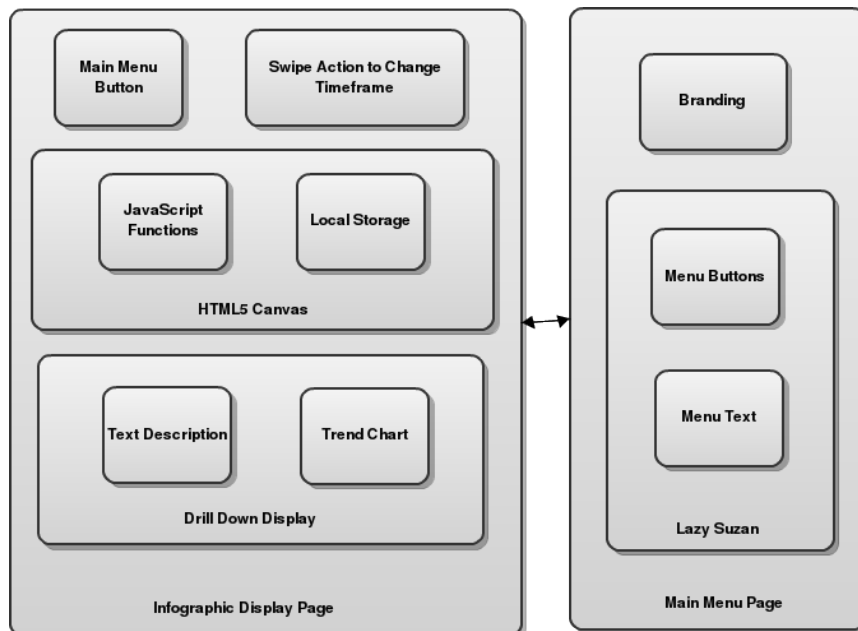 Main Menu
Button
Swipe Action to Change
Timeframe
JavaScript
Functions
Local Storage
HTML5 Canvas
Text Description
Trend Chart
Drill Down Display
Infographic Display Page
Branding
Menu Buttons
Menu Text
Lazy Suzan
Main Menu Page